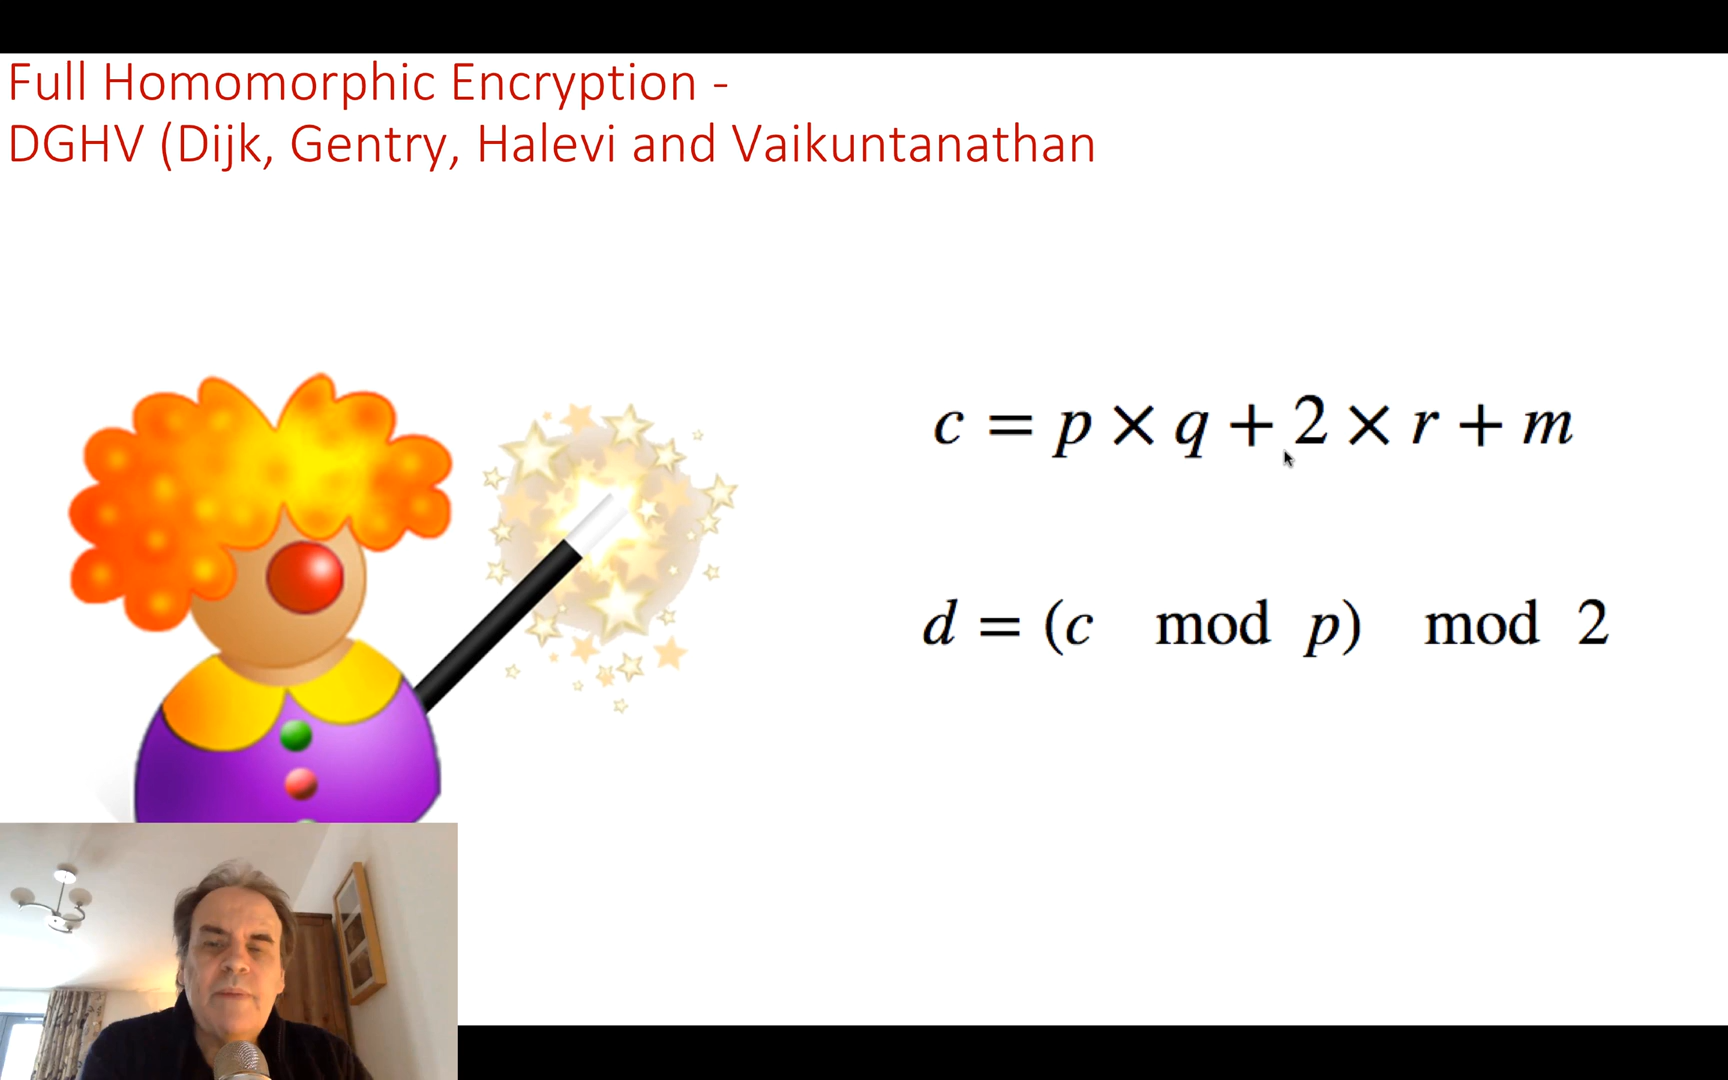 Full Homomorphic Encryption -
DGHV (Dijk, Gentry, Halevi and Vaikuntanathan
c = p × q + 2 × r + m
d = (c mod p) mod 2